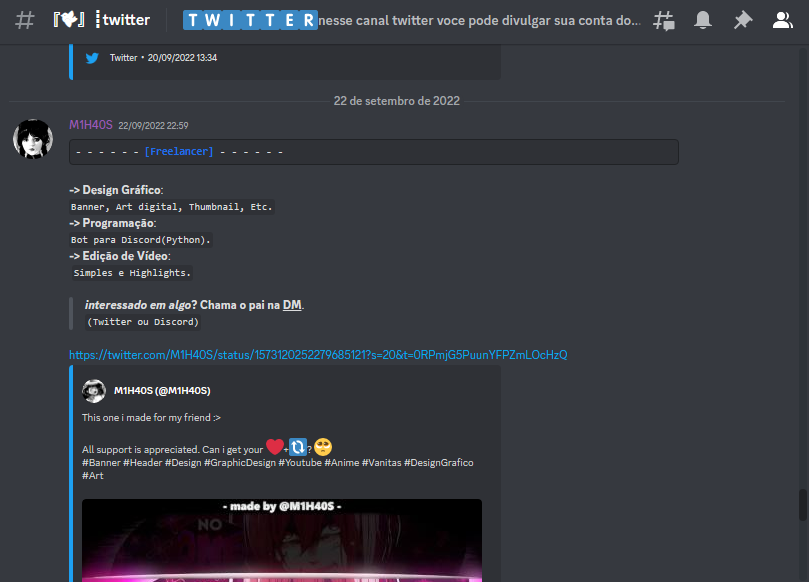 twitter
TWITTER nesse canal twitter voce pode divulgar sua conta do...
Twitter • 20/09/2022 13:34
22 de setembro de 2022
M1H40S 22/09/2022 22:59
- - - - - - [Freelancer] - - - - - -
-> Design Gráfico:
Banner, Art digital, Thumbnail, Etc.
-> Programação:
Bot para Discord(Python).
-> Edição de Vídeo:
Simples e Highlights.
interessado em algo? Chama o pai na DM.
(Twitter ou Discord)
https://twitter.com/M1H40S/status/1573120252279685121?s=20&t=0RPmjG5PuunYFPZmLOcHzQ
M1H40S (@M1H40S)
This one i made for my friend :>
All support is appreciated. Can i get your ❤️+🔃? 🥺
#Banner #Header #Design #GraphicDesign #Youtube #Anime #Vanitas #DesignGrafico
#Art
- made by @M1H40S -
NO